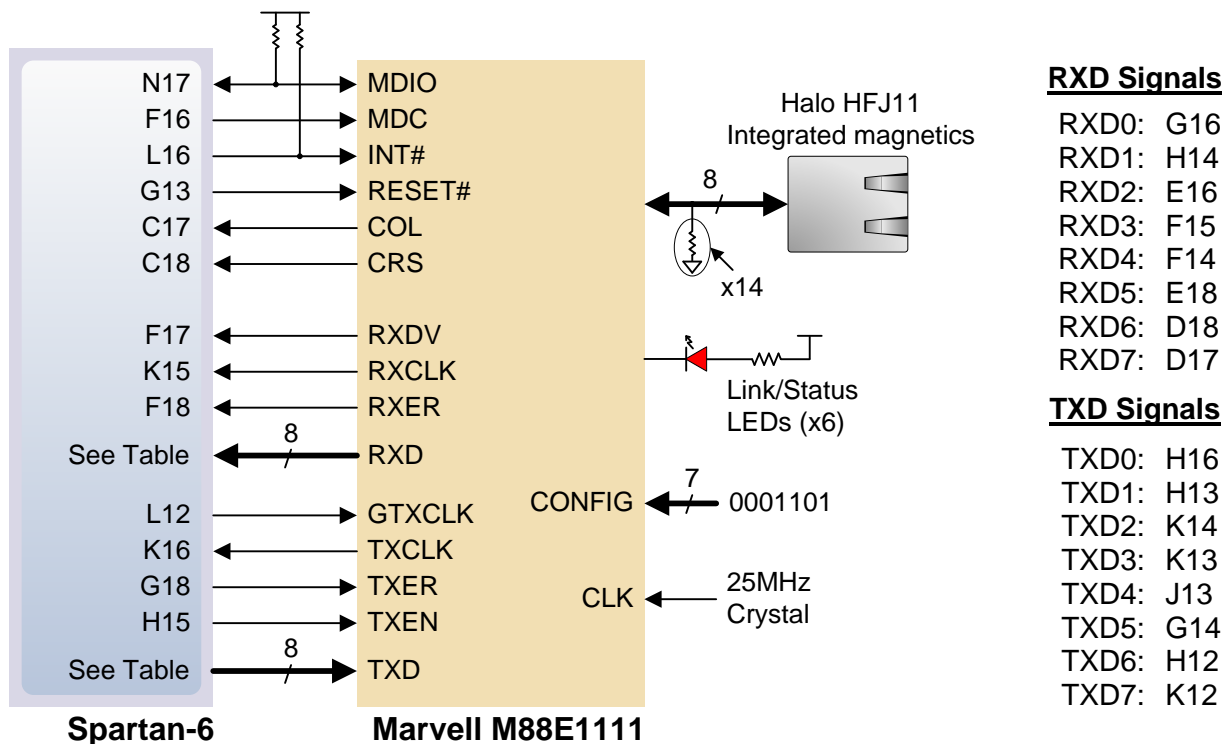 N17 MDIO
F16 MDC
L16 INT#
G13 RESET#
C17 COL
C18 CRS
F17 RXDV
K15 RXCLK
F18 RXER
See Table 8 RXD
L12 GTXCLK
K16 TXCLK
G18 TXER
H15 TXEN
See Table 8 TXD
Spartan-6
Marvell M88E1111
Halo HFJ11
Integrated magnetics
8
x14
Link/Status
LEDs (x6)
CONFIG 7 0001101
CLK
25MHz
Crystal
RXD Signals
RXD0: G16
RXD1: H14
RXD2: E16
RXD3: F15
RXD4: F14
RXD5: E18
RXD6: D18
RXD7: D17
TXD Signals
TXD0: H16
TXD1: H13
TXD2: K14
TXD3: K13
TXD4: J13
TXD5: G14
TXD6: H12
TXD7: K12